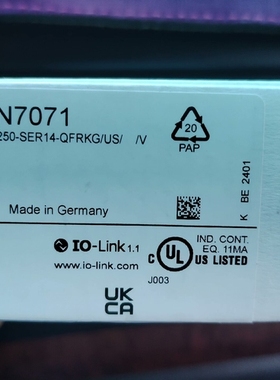 N7071
250-SER14-QFRKG/US/ /V
20
PAP
K BE 2401
Made in Germany
IO-Link 1.1
www.io-link.com
C UL US LISTED
IND. CONT.
EQ. 11MA
J003
UK
CA